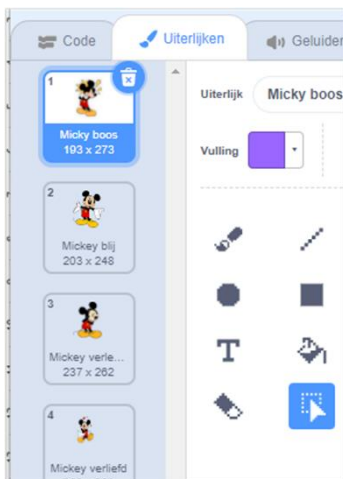 Code
Uiterlijken
Geluiden
1
Micky boos
193 x 273
2
Mickey blij
203 x 248
3
Mickey verle...
237 x 262
4
Mickey verliefd
Uiterlijk
Micky boos
Vulling
T